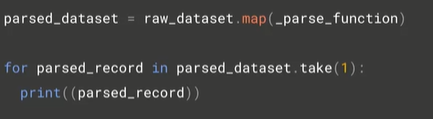 parsed_dataset = raw_dataset.map(_parse_function)
for parsed_record in parsed_dataset.take(1):
  print((parsed_record))